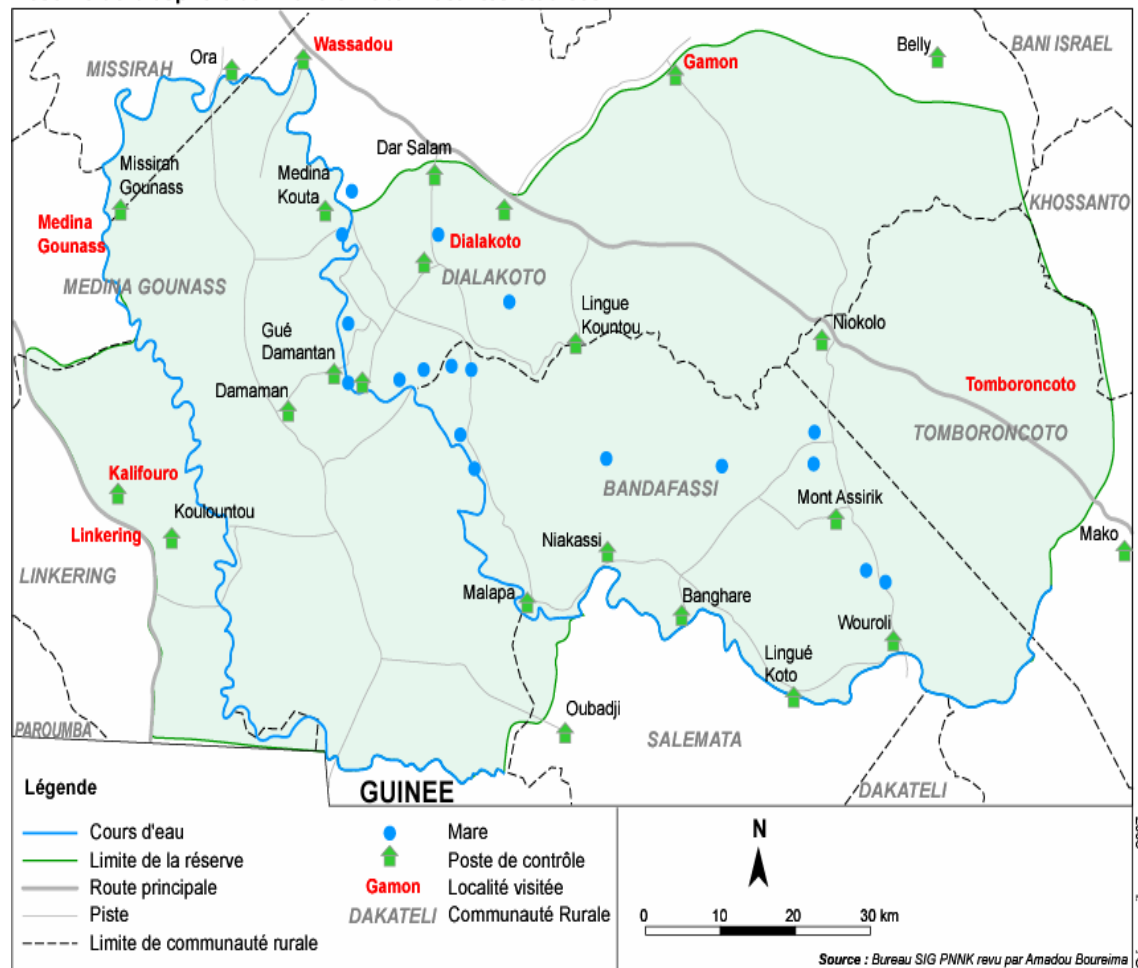 Wassadou
Ora
MISSIRAH
Belly
BANI ISRAEL
Gamon
Dar Salam
Missirah
Gounass
Medina
Kouta
KHOSSANTO
Medina
Gounass
Dialakoto
DIALAKOTO
MEDINA GOUNASS
Lingue
Kountou
Niokolo
Gué
Damantan
Damaman
Tomboroncoto
TOMBORONCOTO
Kalifouro
BANDAFASSI
Mont Assirik
Koulountou
Linkering
Niakassi
Mako
LINKERING
Malapa
Banghare
Wouroli
Lingué
Koto
Oubadji
PAROUMBA
SALEMATA
DAKATELI
GUINEE
Légende
Cours d'eau
Limite de la réserve
Route principale
Piste
Limite de communauté rurale
Mare
Poste de contrôle
Gamon Localité visitée
DAKATELI Communauté Rurale
N
0 10 20 30 km
Source : Bureau SIG PNNK revu par Amadou Boureima